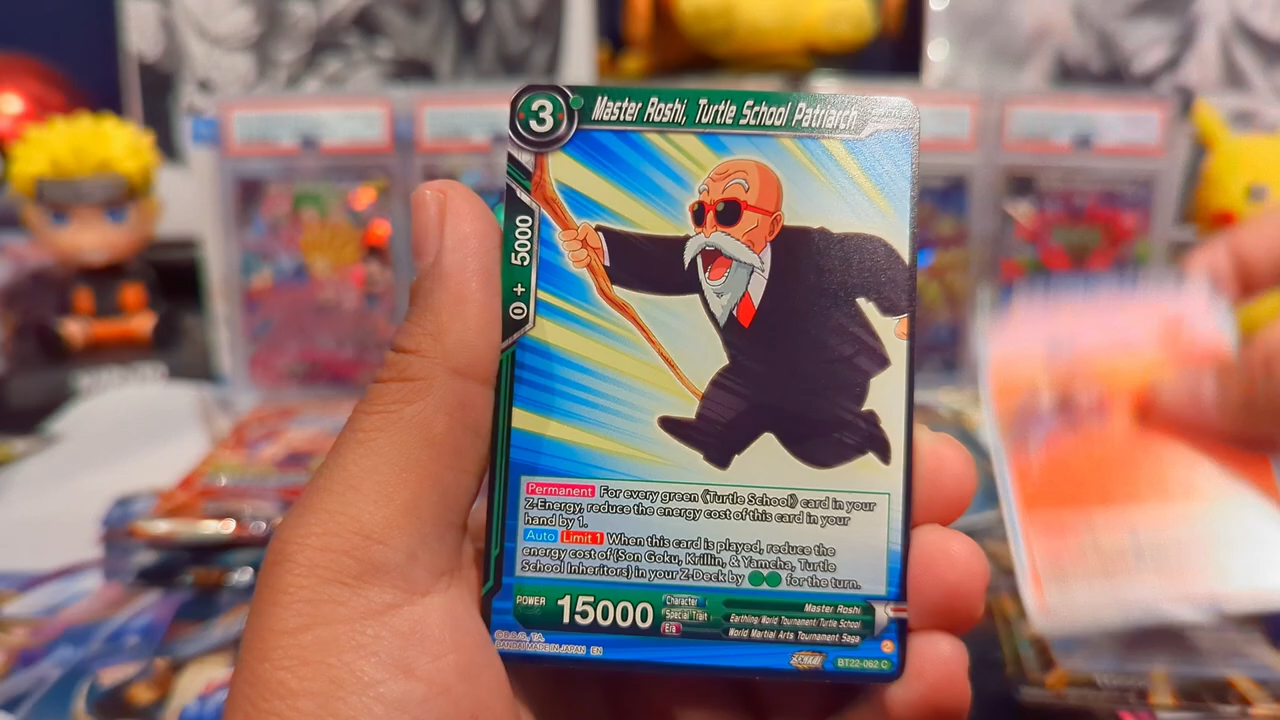 3
Master Roshi, Turtle School Patriarch
0 + 5000
Permanent For every green 《Turtle School》 card in your
Z-Energy, reduce the energy cost of this card in your
hand by 1.
Auto Limit 1 When this card is played, reduce the
energy cost of {Son Goku, Krillin, & Yamcha, Turtle
School Inheritors} in your Z-Deck by for the turn.
POWER 15000
Character Master Roshi
Special Trait Earthling/World Tournament/Turtle School
Era World Martial Arts Tournament Saga
©B.S./S., T.A.
BANDAI MADE IN JAPAN EN
2
BT22-062 C